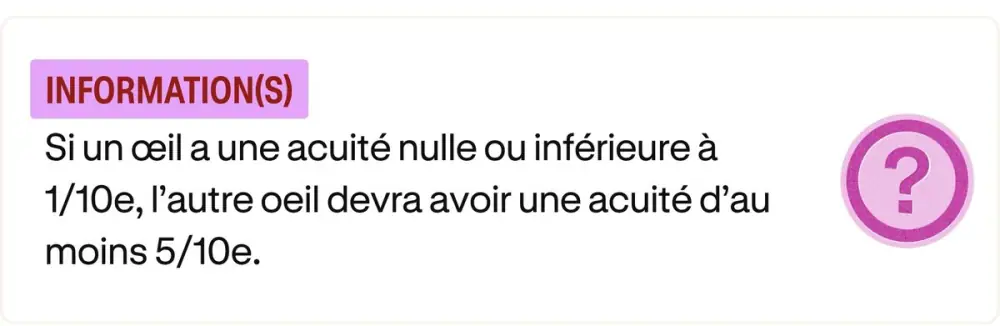 INFORMATION(S)
Si un œil a une acuité nulle ou inférieure à
1/10e, l’autre oeil devra avoir une acuité d’au
moins 5/10e.
?